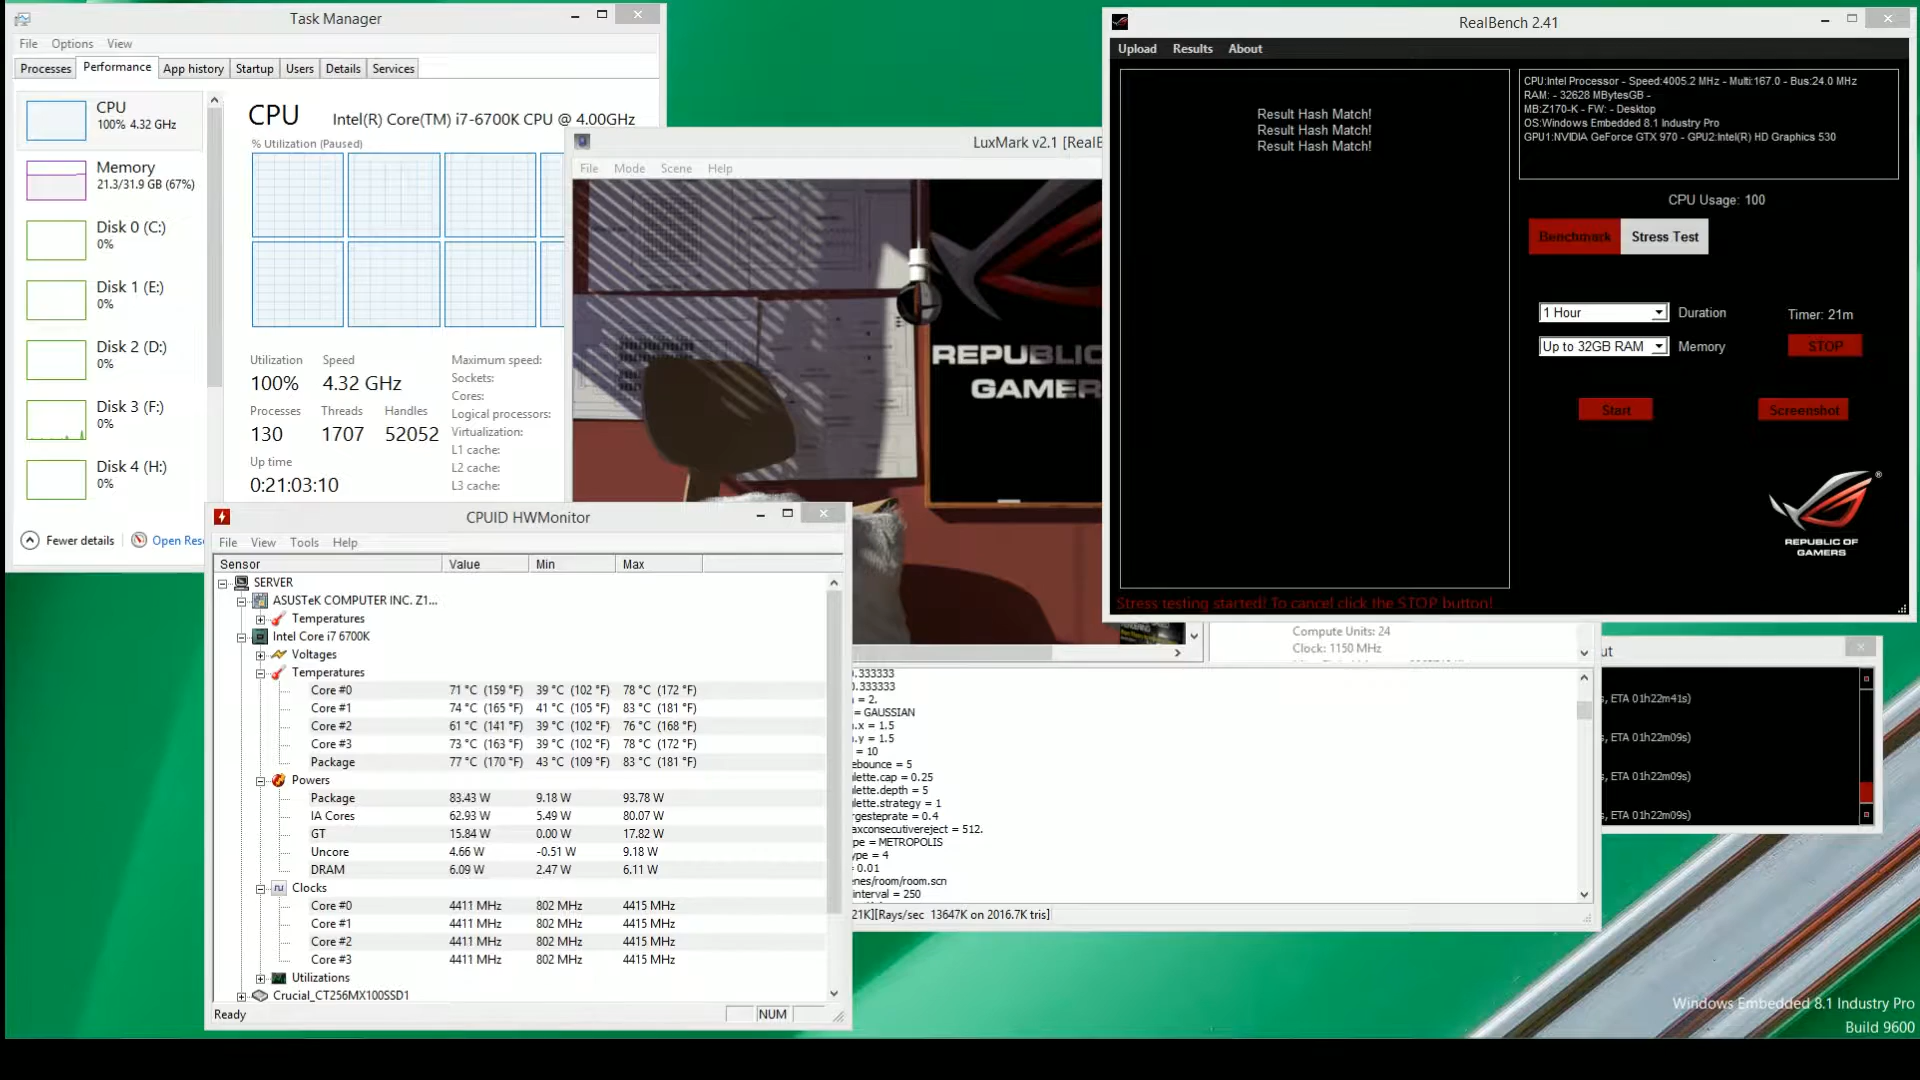 Task Manager
File Options View
Processes Performance App history Startup Users Details Services
CPU
100% 4.32 GHz
Memory
21.3/31.9 GB (67%)
Disk 0 (C:)
0%
Disk 1 (E:)
0%
Disk 2 (D:)
0%
Disk 3 (F:)
0%
Disk 4 (H:)
0%
CPU Intel(R) Core(TM) i7-6700K CPU @ 4.00GHz
% Utilization (Paused)
Utilization Speed
100% 4.32 GHz
Processes Threads Handles
130 1707 52052
Up time
0:21:03:10
Maximum speed:
Sockets:
Cores:
Logical processors:
Virtualization:
L1 cache:
L2 cache:
L3 cache:
Fewer details Open Res
LuxMark v2.1 [RealB
File Mode Scene Help
REPUBLIC
GAMER
RealBench 2.41
Upload Results About
Result Hash Match!
Result Hash Match!
Result Hash Match!
CPU:Intel Processor - Speed:4005.2 MHz - Multi:167.0 - Bus:24.0 MHz
RAM: - 32628 MBytesGB -
MB:Z170-K - FW: - Desktop
OS:Windows Embedded 8.1 Industry Pro
GPU1:NVIDIA GeForce GTX 970 - GPU2:Intel(R) HD Graphics 530
CPU Usage: 100
Benchmark Stress Test
1 Hour Duration Timer: 21m
Up to 32GB RAM Memory STOP
Start Screenshot
REPUBLIC OF
GAMERS
Stress testing started! To cancel click the STOP button!
CPUID HWMonitor
File View Tools Help
Sensor Value Min Max
SERVER
ASUSTeK COMPUTER INC. Z1...
Temperatures
Intel Core i7 6700K
Voltages
Temperatures
Core #0 71 °C (159 °F) 39 °C (102 °F) 78 °C (172 °F)
Core #1 74 °C (165 °F) 41 °C (105 °F) 83 °C (181 °F)
Core #2 61 °C (141 °F) 39 °C (102 °F) 76 °C (168 °F)
Core #3 73 °C (163 °F) 39 °C (102 °F) 78 °C (172 °F)
Package 77 °C (170 °F) 43 °C (109 °F) 83 °C (181 °F)
Powers
Package 83.43 W 9.18 W 93.78 W
IA Cores 62.93 W 5.49 W 80.07 W
GT 15.84 W 0.00 W 17.82 W
Uncore 4.66 W -0.51 W 9.18 W
DRAM 6.09 W 2.47 W 6.11 W
Clocks
Core #0 4411 MHz 802 MHz 4415 MHz
Core #1 4411 MHz 802 MHz 4415 MHz
Core #2 4411 MHz 802 MHz 4415 MHz
Core #3 4411 MHz 802 MHz 4415 MHz
Utilizations
Crucial_CT256MX100SSD1
Ready NUM
Compute Units: 24
Clock: 1150 MHz
.333333
.333333
= 2.
= GAUSSIAN
.x = 1.5
.y = 1.5
= 10
ebounce = 5
lette.cap = 0.25
lette.depth = 5
lette.strategy = 1
rgesteprate = 0.4
axconsecutivereject = 512.
pe = METROPOLIS
ype = 4
= 0.01
enes/room/room.scn
interval = 250
21K][Rays/sec 13647K on 2016.7K tris]
ut
, ETA 01h22m41s)
, ETA 01h22m09s)
, ETA 01h22m09s)
, ETA 01h22m09s)
Windows Embedded 8.1 Industry Pro
Build 9600